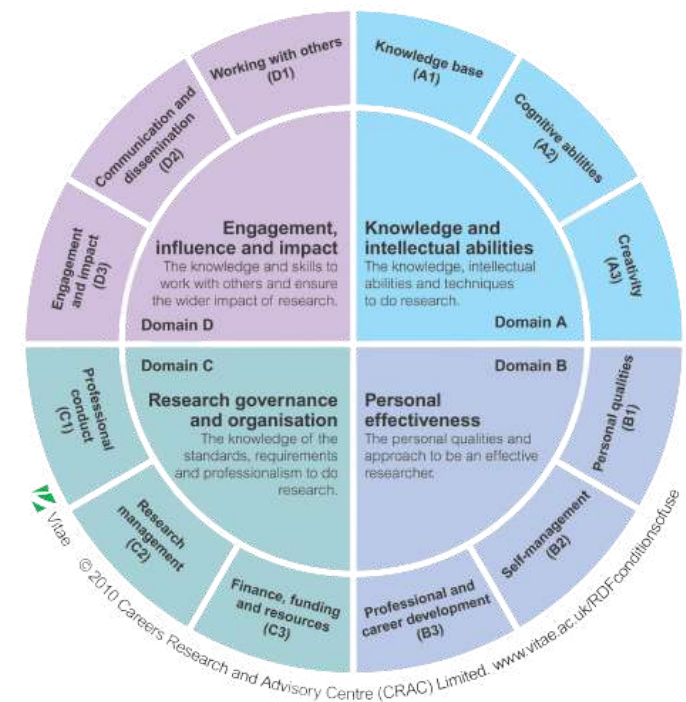 Knowledge base
(A1)
Cognitive abilities
(A2)
Creativity
(A3)
Knowledge and
intellectual abilities
The knowledge, intellectual
abilities and techniques
to do research.
Domain A
Domain B
Personal
effectiveness
The personal qualities and
approach to be an effective
researcher.
Personal qualities
(B1)
Self-management
(B2)
Professional and
career development
(B3)
Domain C
Research governance
and organisation
The knowledge of the
standards, requirements
and professionalism to do
research.
Finance, funding
and resources
(C3)
Research
management
(C2)
Professional
conduct
(C1)
Engagement,
influence and impact
The knowledge and skills to
work with others and ensure
the wider impact of research.
Domain D
Engagement
and impact
(D3)
Communication and
dissemination
(D2)
Working with others
(D1)
Vitae © 2010 Careers Research and Advisory Centre (CRAC) Limited. www.vitae.ac.uk/RDFconditionsofuse